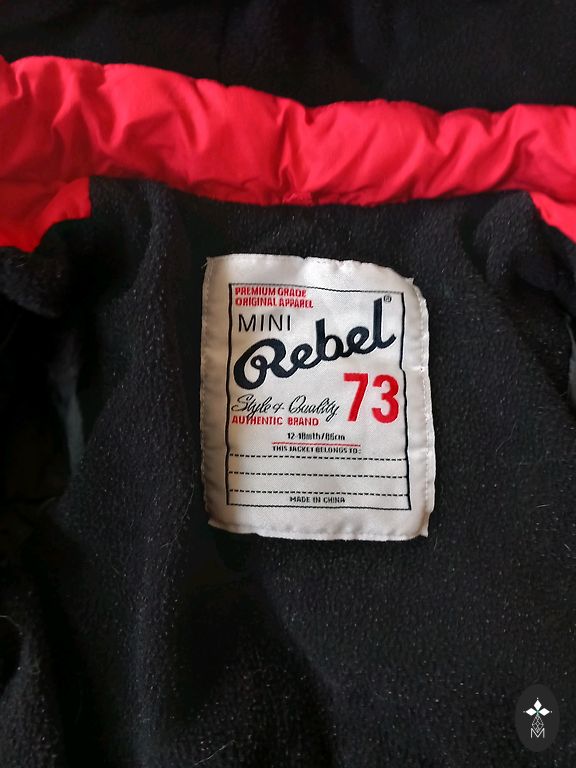 PREMIUM GRADE
ORIGINAL APPAREL
MINI
Rebel®
Style & Quality 73
AUTHENTIC BRAND
12-18mth/86cm
THIS JACKET BELONGS TO:
MADE IN CHINA
M